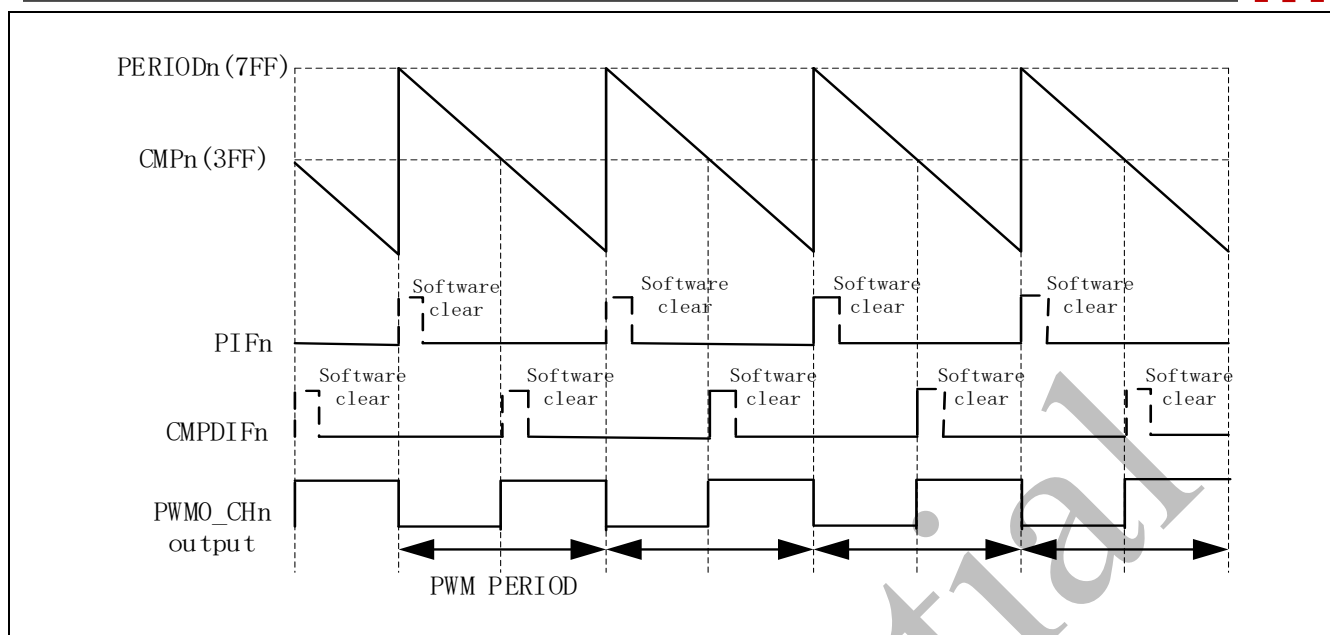 PERIODn(7FF)
CMPn(3FF)
Software clear
Software clear
Software clear
Software clear
PIFn
Software clear
Software clear
Software clear
Software clear
Software clear
CMPDIFn
PWM0_CHn
output
PWM PERIOD
tial